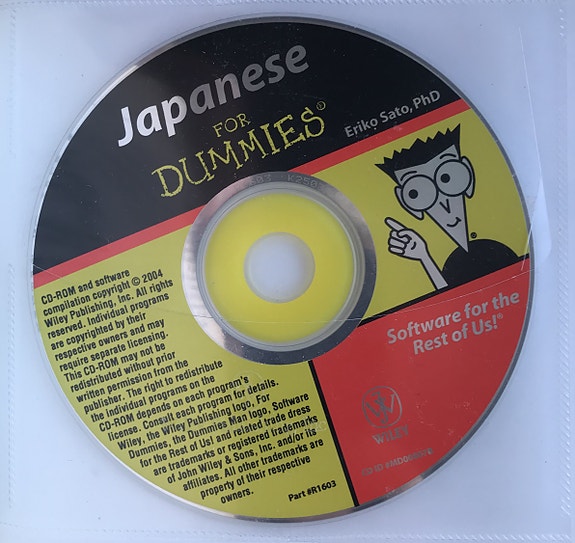 Japanese
FOR
DUMMIES®
Eriko Sato, PhD
®
CD-ROM and software
compilation copyright © 2004
Wiley Publishing, Inc. All rights
reserved. Individual programs
are copyrighted by their
respective owners and may
require separate licensing.
This CD-ROM may not be
redistributed without prior
written permission from the
publisher. The right to redistribute
the individual programs on the
CD-ROM depends on each program's
license. Consult each program for details.
Wiley, the Wiley Publishing logo, For
Dummies, the Dummies Man logo, Software
for the Rest of Us! and related trade dress
are trademarks or registered trademarks
of John Wiley & Sons, Inc. and/or its
affiliates. All other trademarks are
property of their respective
owners.
Part #R1603
Software for the
Rest of Us!®
WILEY
CD ID